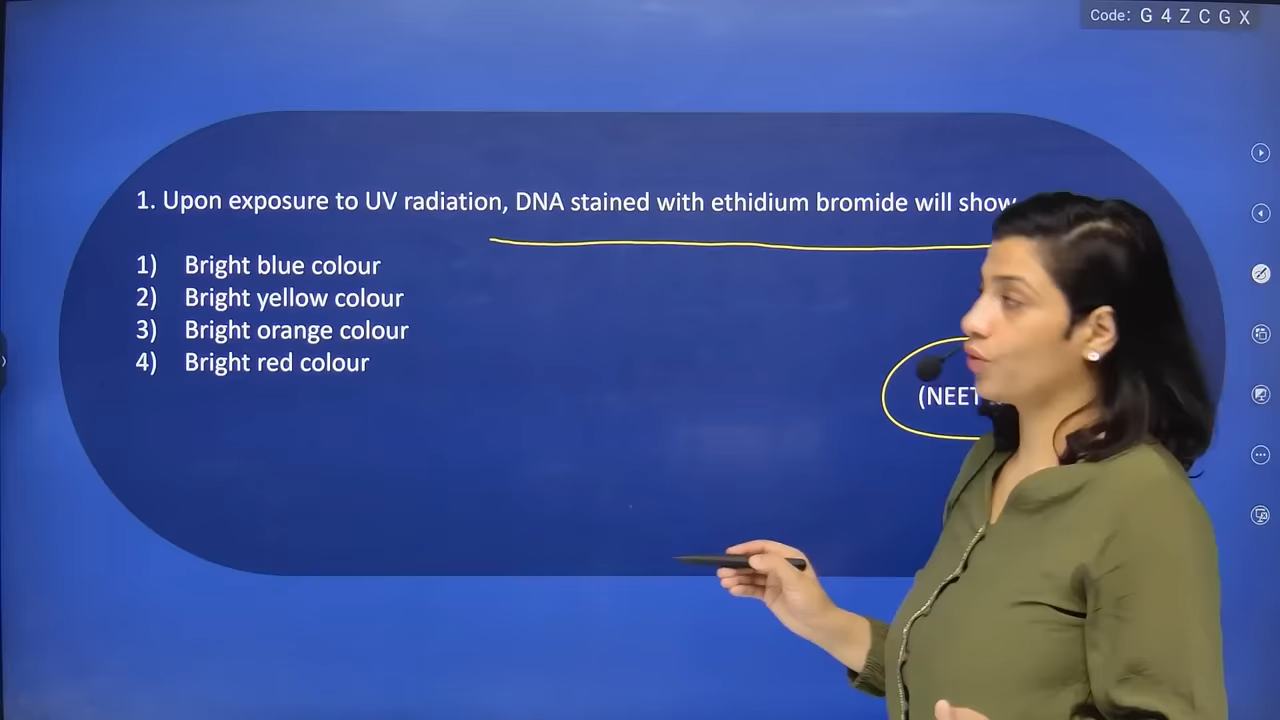 Code: G 4 Z C G X
1. Upon exposure to UV radiation, DNA stained with ethidium bromide will show
1) Bright blue colour
2) Bright yellow colour
3) Bright orange colour
4) Bright red colour
(NEET